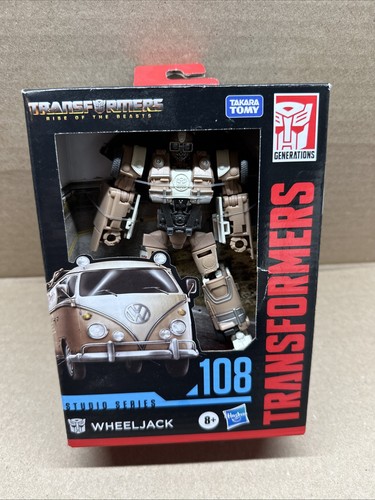 TRANSFORMERS
RISE OF THE BEASTS
TAKARA
TOMY
GENERATIONS
TRANSFORMERS
108
STUDIO SERIES
WHEELJACK
8+
Hasbro